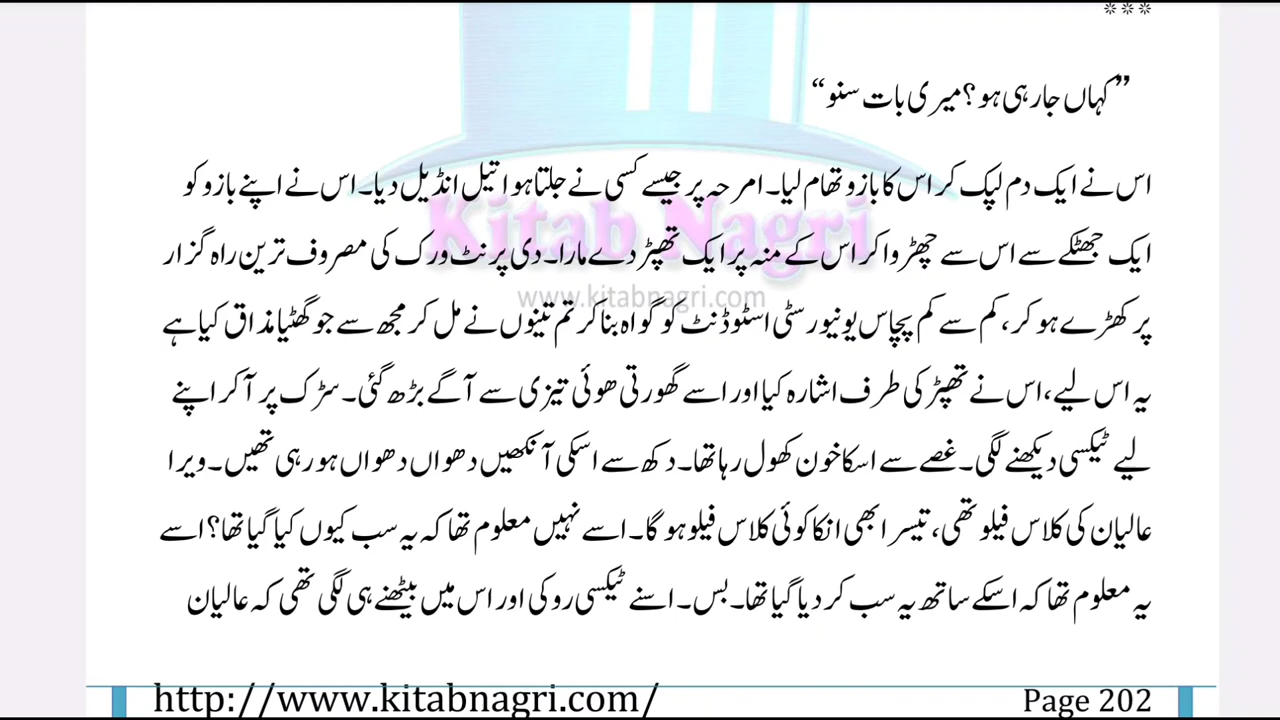 ***
”کہاں جارہی ہو؟ میری بات سنو“
اس نے ایک دم لپک کر اس کا بازو تھام لیا۔ امرحہ پر جیسے کسی نے جلتا ہوا تیل انڈیل دیا۔ اس نے اپنے بازو کو
ایک جھٹکے سے اس سے چھڑوا کر اس کے منہ پر ایک تھپڑ دے مارا۔ دی پرنٹ ورک کی مصروف ترین راہ گزار
پر کھڑے ہو کر، کم سے کم پچاس یونیورسٹی اسٹوڈنٹ کو گواہ بنا کر تم تینوں نے مل کر مجھ سے جو گھٹیا مذاق کیا ہے
یہ اس لیے، اس نے تھپڑ کی طرف اشارہ کیا اور اسے گھورتی ھوئی تیزی سے آگے بڑھ گئی۔ سڑک پر آ کر اپنے
لیے ٹیکسی دیکھنے لگی۔ غصے سے اسکا خون کھول رہا تھا۔ دکھ سے اسکی آنکھیں دھواں دھواں ہو رہی تھیں۔ ویرا
عالیان کی کلاس فیلو تھی، تیسرا بھی انکا کوئی کلاس فیلو ہو گا۔ اسے نہیں معلوم تھا کہ یہ سب کیوں کیا گیا تھا؟ اسے
یہ معلوم تھا کہ اسکے ساتھ یہ سب کر دیا گیا تھا۔ بس۔ اسنے ٹیکسی روکی اور اس میں بیٹھنے ہی لگی تھی کہ عالیان
Kitab Nagri
www.kitabnagri.com
http://www.kitabnagri.com/
Page 202